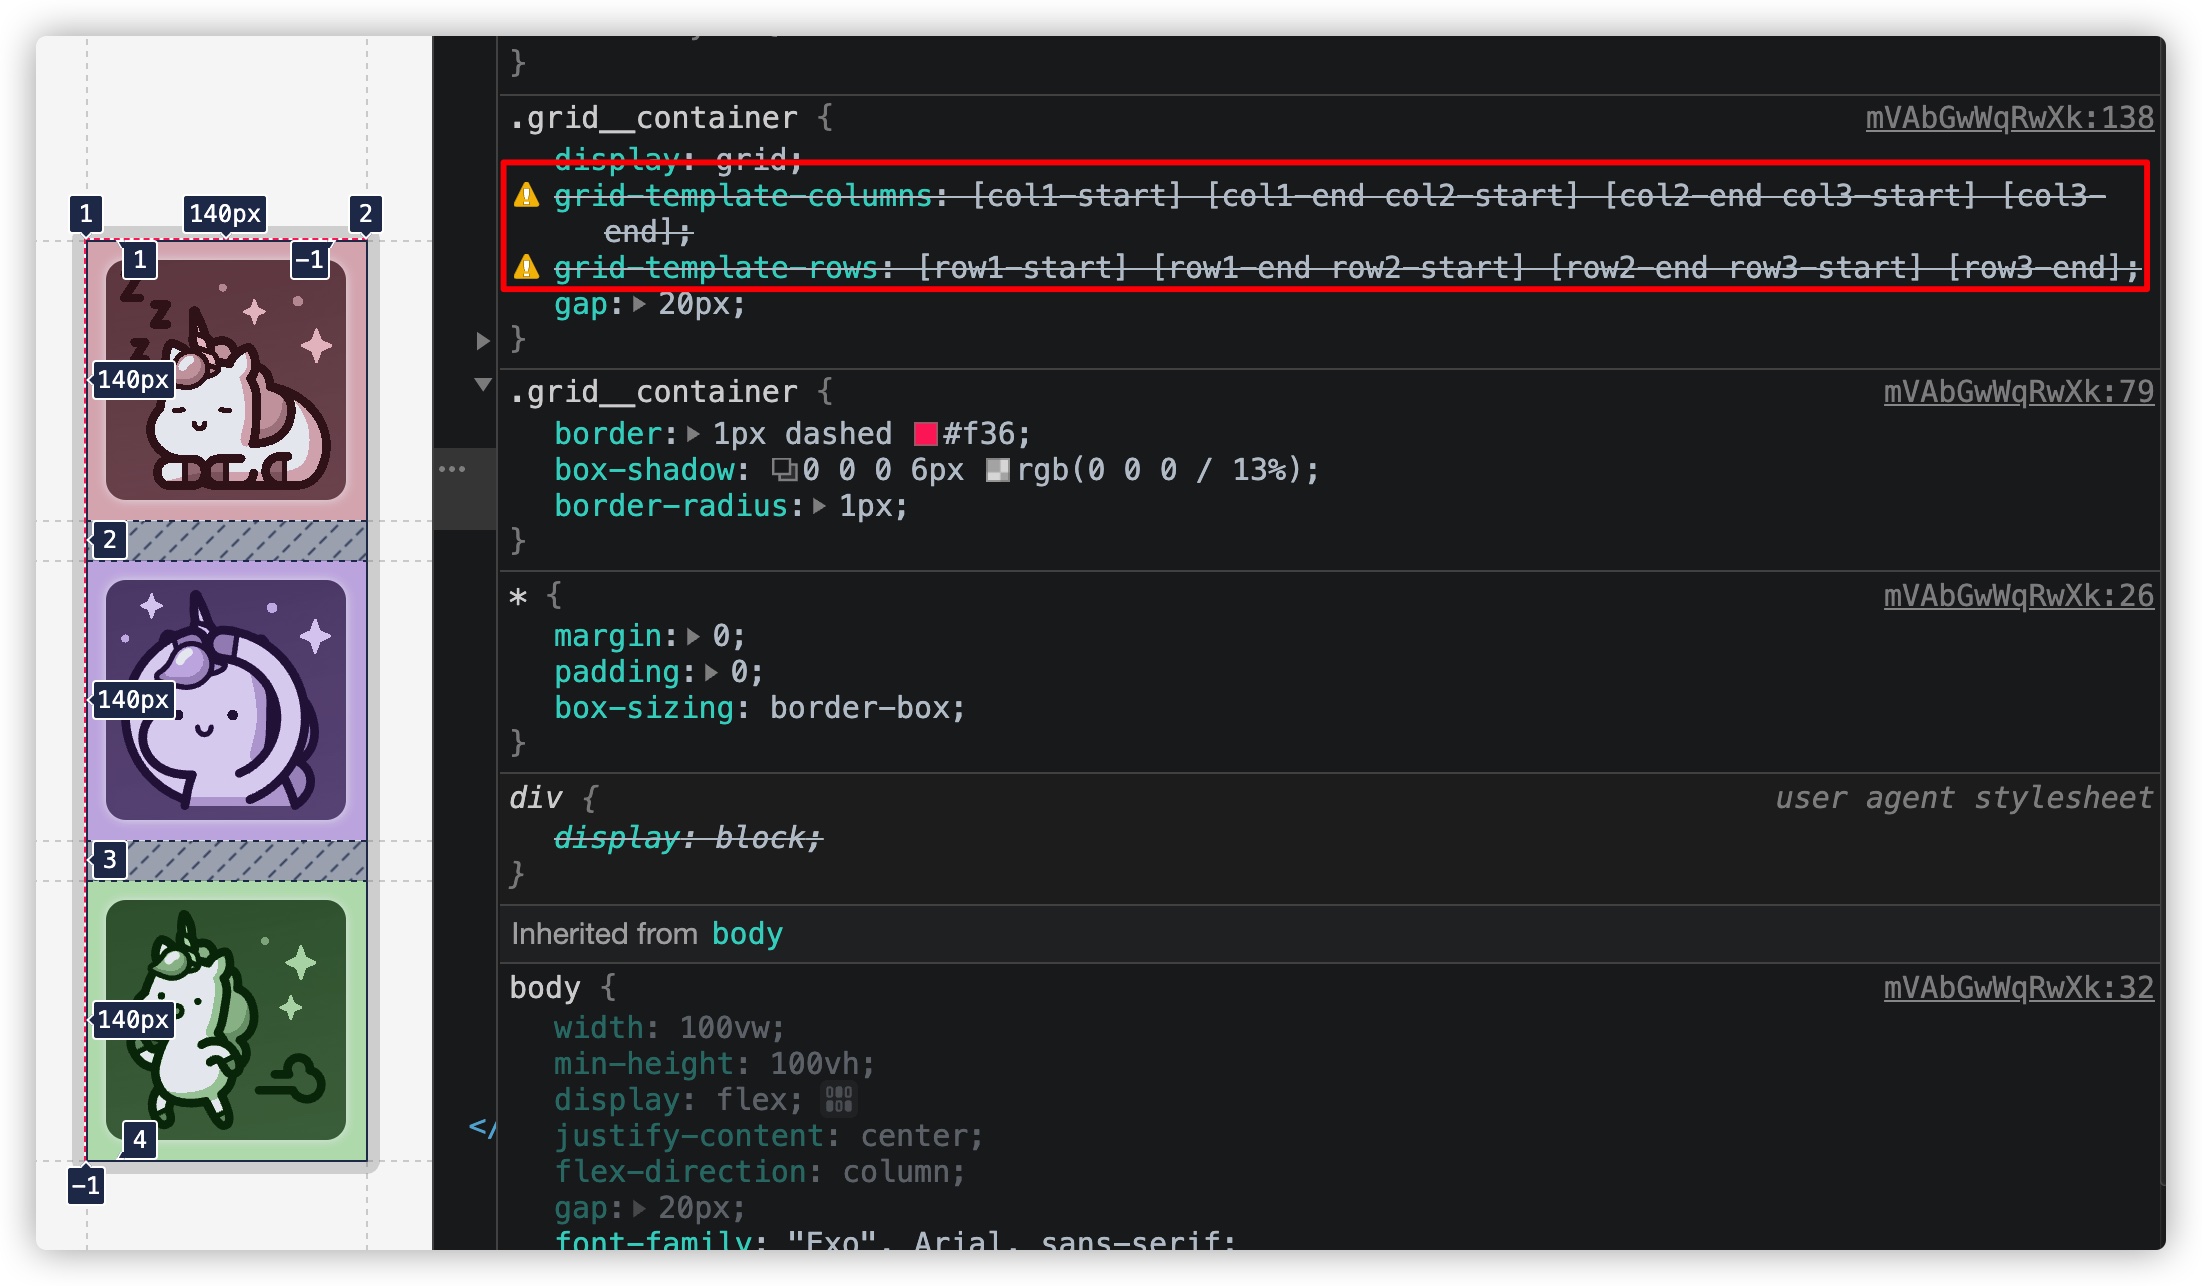 }
.grid__container {
mVAbGwWqRwXk:138
display: grid;
grid-template-columns: [col1-start] [col1-end col2-start] [col2-end col3-start] [col3-
end];
grid-template-rows: [row1-start] [row1-end row2-start] [row2-end row3-start] [row3-end];
gap: 20px;
}
.grid__container {
mVAbGwWqRwXk:79
border: 1px dashed #f36;
box-shadow: 0 0 0 6px rgb(0 0 0 / 13%);
border-radius: 1px;
}
* {
mVAbGwWqRwXk:26
margin: 0;
padding: 0;
box-sizing: border-box;
}
div {
user agent stylesheet
display: block;
}
Inherited from body
body {
mVAbGwWqRwXk:32
width: 100vw;
min-height: 100vh;
display: flex;
justify-content: center;
flex-direction: column;
gap: 20px;
font-family: "Exo", Arial, sans-serif;
</
1 140px 2
1 -1
z
z
z
140px
2
140px
3
140px
4
-1